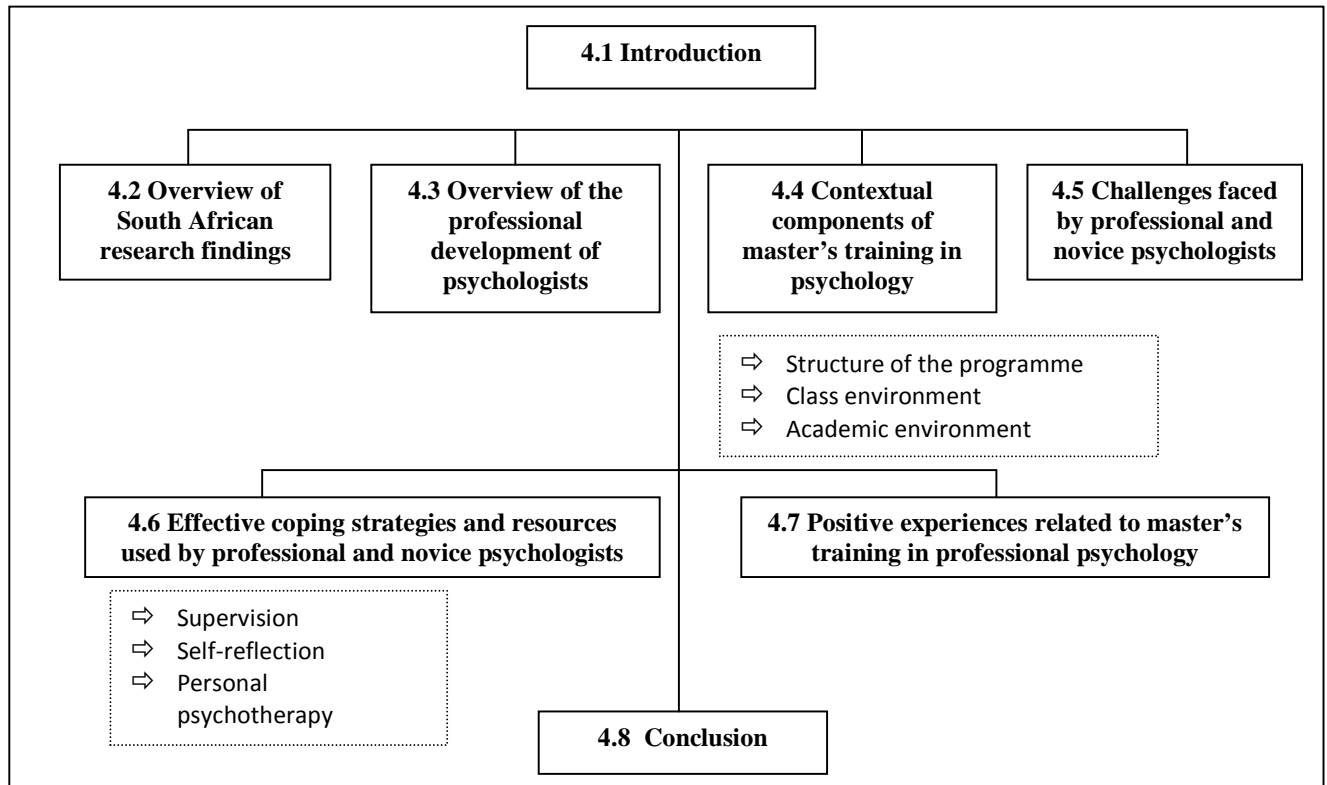 4.1 Introduction
4.2 Overview of
South African
research findings
4.3 Overview of the
professional
development of
psychologists
4.4 Contextual
components of
master’s training in
psychology
4.5 Challenges faced
by professional and
novice psychologists
⇨ Structure of the programme
⇨ Class environment
⇨ Academic environment
4.6 Effective coping strategies and resources
used by professional and novice psychologists
4.7 Positive experiences related to master’s
training in professional psychology
⇨ Supervision
⇨ Self-reflection
⇨ Personal
psychotherapy
4.8 Conclusion